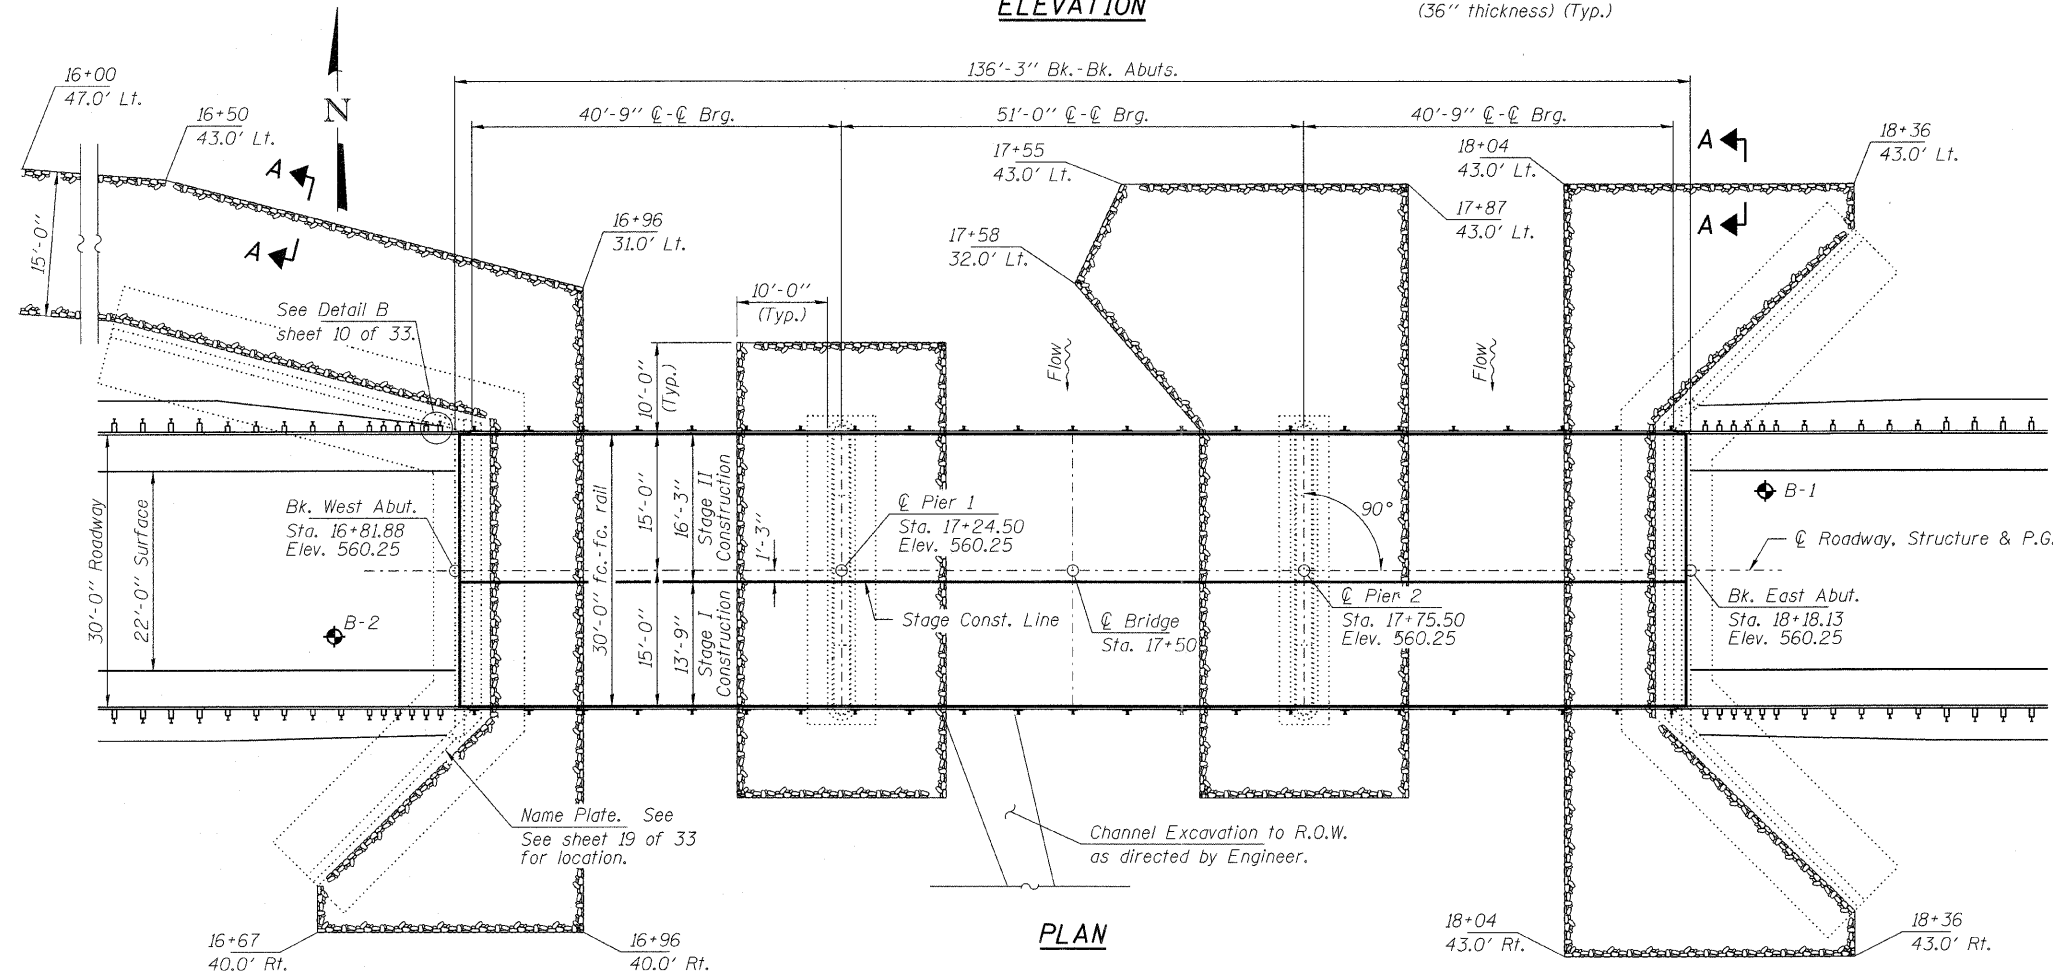 ELEVATION
(36'' thickness) (Typ.)
136'-3'' Bk.-Bk. Abuts.
40'-9'' ℄-℄ Brg.
51'-0'' ℄-℄ Brg.
40'-9'' ℄-℄ Brg.
16+00
47.0' Lt.
16+50
43.0' Lt.
N
A
A
16+96
31.0' Lt.
17+55
43.0' Lt.
17+58
32.0' Lt.
17+87
43.0' Lt.
18+04
43.0' Lt.
A
A
18+36
43.0' Lt.
15'-0''
See Detail B
sheet 10 of 33.
10'-0''
(Typ.)
10'-0''
(Typ.)
Flow
Flow
30'-0'' Roadway
22'-0'' Surface
Bk. West Abut.
Sta. 16+81.88
Elev. 560.25
B-2
30'-0'' fc.-fc. rail
15'-0''
15'-0''
16'-3''
Stage II
Construction
13'-9''
Stage I
Construction
1'-3''
℄ Pier 1
Sta. 17+24.50
Elev. 560.25
Stage Const. Line
℄ Bridge
Sta. 17+50
90°
℄ Pier 2
Sta. 17+75.50
Elev. 560.25
B-1
℄ Roadway, Structure & P.G.
Bk. East Abut.
Sta. 18+18.13
Elev. 560.25
Name Plate. See
See sheet 19 of 33
for location.
Channel Excavation to R.O.W.
as directed by Engineer.
16+67
40.0' Rt.
16+96
40.0' Rt.
PLAN
18+04
43.0' Rt.
18+36
43.0' Rt.